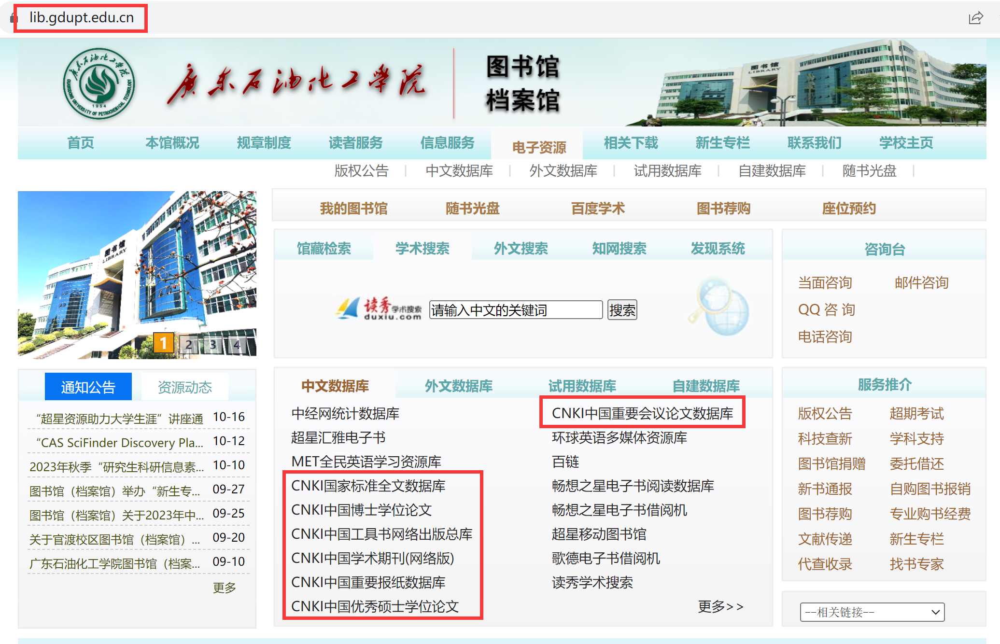 lib.gdupt.edu.cn
广东石油化工学院
GUANGDONG UNIVERSITY OF PETROCHEMICAL TECHNOLOGY
1954
廣东石油化工学院
图书馆
档案馆
图书馆
LIBRARY
首页 本馆概况 规章制度 读者服务 信息服务 电子资源 相关下载 新生专栏 联系我们 学校主页
版权公告 | 中文数据库 | 外文数据库 | 试用数据库 | 自建数据库 | 随书光盘 |
图书馆
LIBRARY
1 2 3 4
我的图书馆 随书光盘 百度学术 图书荐购 座位预约
馆藏检索 学术搜索 外文搜索 知网搜索 发现系统
读秀学术搜索
duxiu.com
请输入中文的关键词 搜索
咨询台
当面咨询 邮件咨询
QQ 咨 询
电话咨询
通知公告 资源动态
“超星资源助力大学生涯”讲座通 10-16
“CAS SciFinder Discovery Pla... 10-12
2023年秋季“研究生科研信息素... 10-10
图书馆（档案馆）举办“新生专... 09-27
图书馆（档案馆）关于2023年中... 09-25
关于官渡校区图书馆（档案馆）... 09-20
广东石油化工学院图书馆（档案... 09-10
更多
中文数据库 外文数据库 试用数据库 自建数据库
中经网统计数据库 CNKI中国重要会议论文数据库
超星汇雅电子书 环球英语多媒体资源库
MET全民英语学习资源库 百链
CNKI国家标准全文数据库 畅想之星电子书阅读数据库
CNKI中国博士学位论文 畅想之星电子书借阅机
CNKI中国工具书网络出版总库 超星移动图书馆
CNKI中国学术期刊(网络版) 歌德电子书借阅机
CNKI中国重要报纸数据库 读秀学术搜索
CNKI中国优秀硕士学位论文 更多>>
服务推介
版权公告 超期考试
科技查新 学科支持
图书馆捐赠 委托借还
新书通报 自购图书报销
图书荐购 专业购书经费
文献传递 新生专栏
代查收录 找书专家
--相关链接--